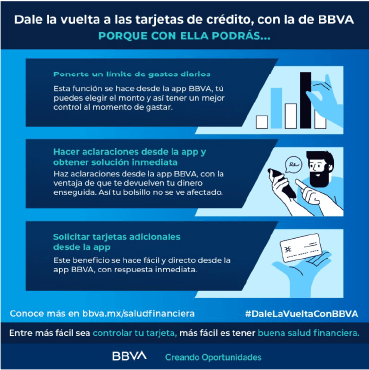 Dale la vuelta a las tarjetas de crédito, con la de BBVA
PORQUE CON ELLA PODRÁS...
Ponerte un límite de gastos diarios
Esta función se hace desde la app BBVA, tú
puedes elegir el monto y así tener un mejor
control al momento de gastar.
Hacer aclaraciones desde la app y
obtener solución inmediata
Haz aclaraciones desde la app BBVA, con la
ventaja de que te devuelven tu dinero
enseguida. Así tu bolsillo no se ve afectado.
Solicitar tarjetas adicionales
desde la app
Este beneficio se hace fácil y directo desde la
app BBVA, con respuesta inmediata.
Conoce más en bbva.mx/saludfinanciera
#DaleLaVueltaConBBVA
Entre más fácil sea controlar tu tarjeta, más fácil es tener buena salud financiera.
BBVA Creando Oportunidades